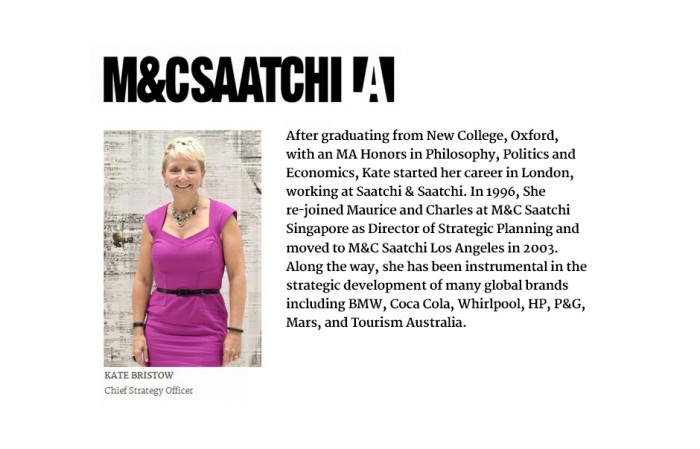 M&CSAATCHI LA
After graduating from New College, Oxford,
with an MA Honors in Philosophy, Politics and
Economics, Kate started her career in London,
working at Saatchi & Saatchi. In 1996, She
re-joined Maurice and Charles at M&C Saatchi
Singapore as Director of Strategic Planning and
moved to M&C Saatchi Los Angeles in 2003.
Along the way, she has been instrumental in the
strategic development of many global brands
including BMW, Coca Cola, Whirlpool, HP, P&G,
Mars, and Tourism Australia.
KATE BRISTOW
Chief Strategy Officer